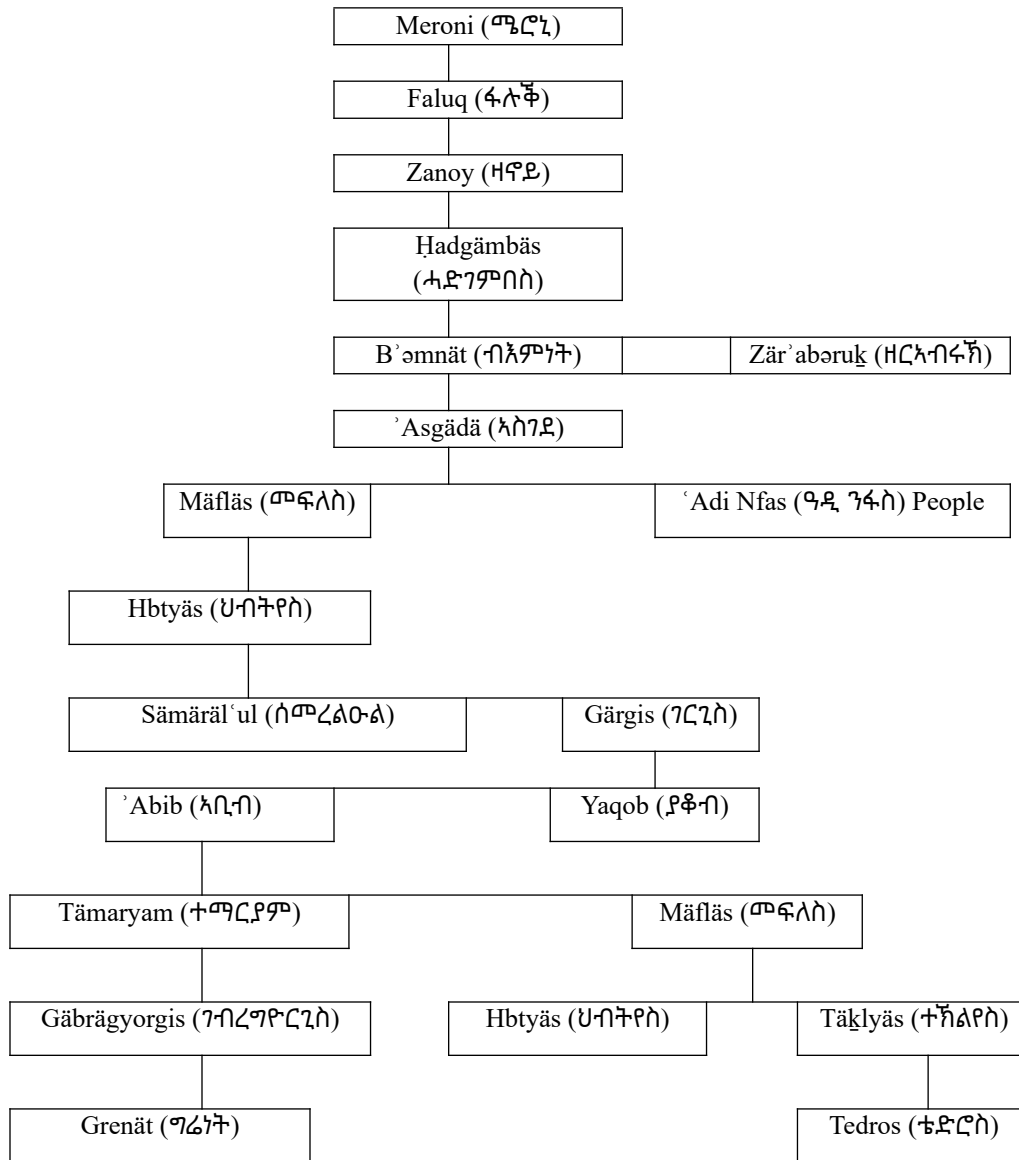 Meroni (ሜሮኒ)
Faluq (ፋሉቕ)
Zanoy (ዛኖይ)
Ḥadgämbäs
(ሓድገምበስ)
Bʾəmnät (ብእምነት)
Zärʾabəruḵ (ዘርኣብሩኽ)
ʾAsgädä (ኣስገደ)
Mäfläs (መፍለስ)
ʿAdi Nfas (ዓዲ ንፋስ) People
Hbtyäs (ህብትየስ)
Sämärälʿul (ሰመረልዑል)
Gärgis (ገርጊስ)
ʾAbib (ኣቢብ)
Yaqob (ያቆብ)
Tämaryam (ተማርያም)
Mäfläs (መፍለስ)
Gäbrägyorgis (ገብረግዮርጊስ)
Hbtyäs (ህብትየስ)
Täḵlyäs (ተኽልየስ)
Grenät (ግሬነት)
Tedros (ቴድሮስ)